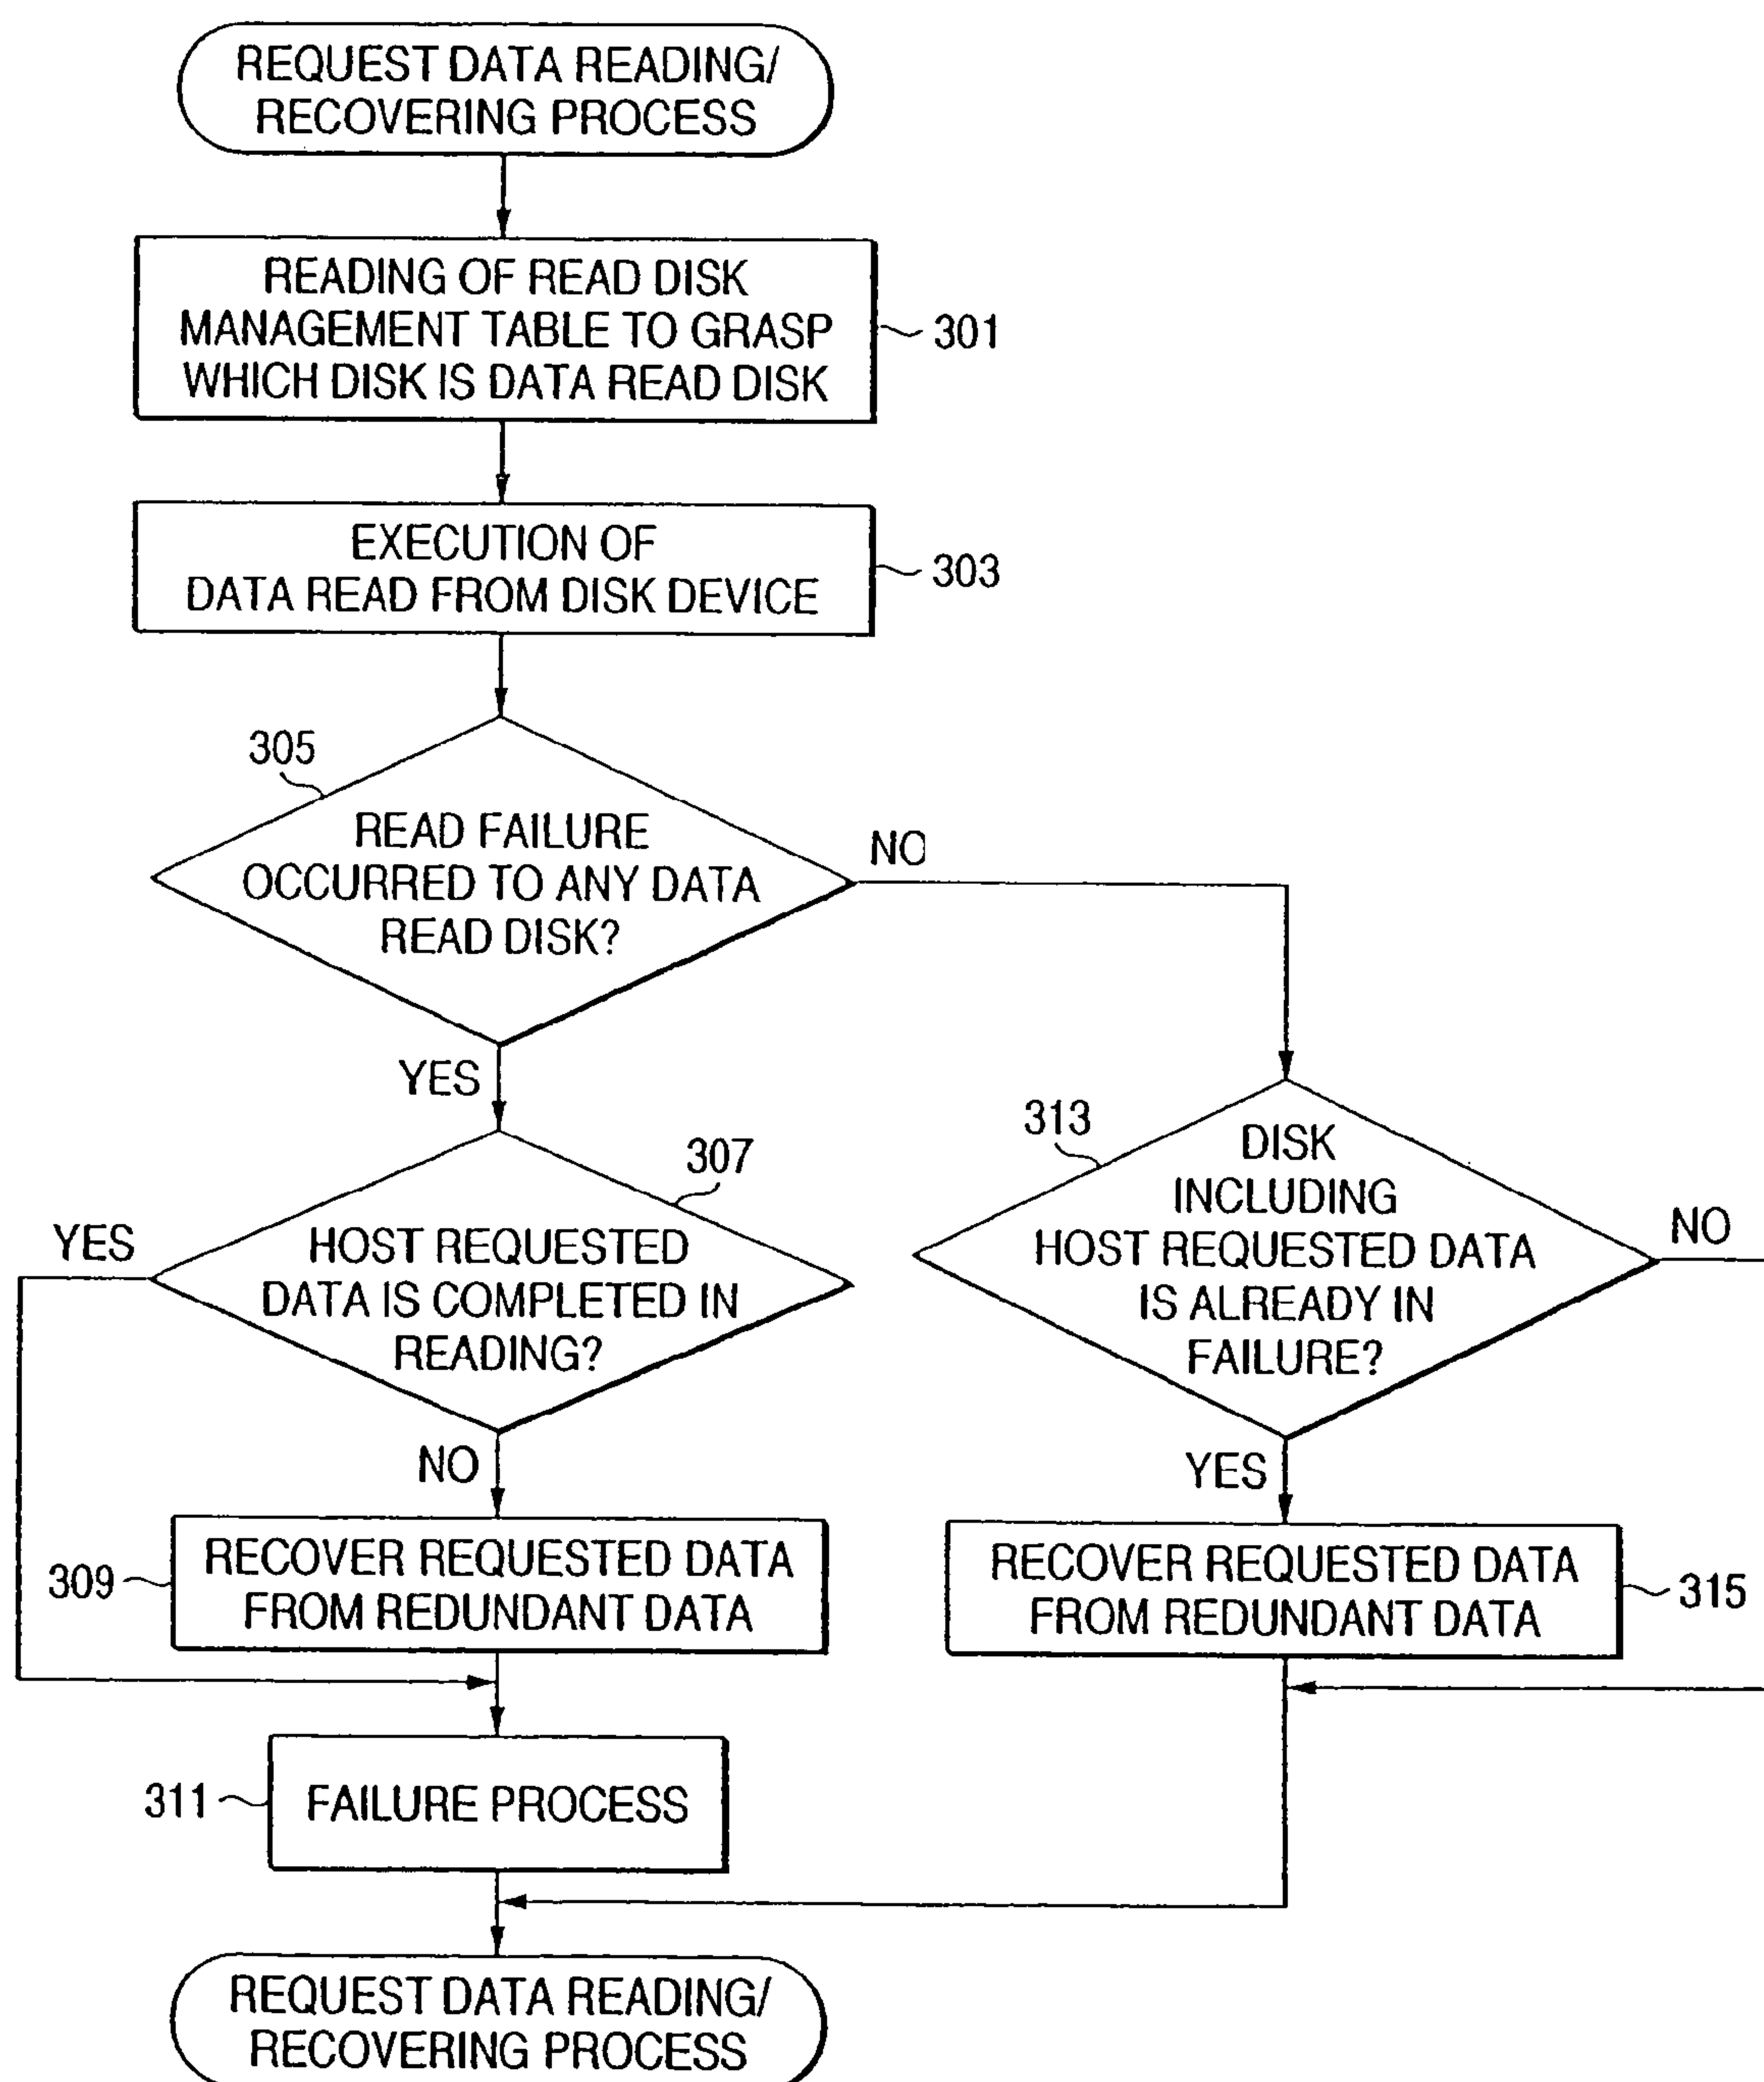 REQUEST DATA READING/
RECOVERING PROCESS
READING OF READ DISK
MANAGEMENT TABLE TO GRASP
WHICH DISK IS DATA READ DISK
301
EXECUTION OF
DATA READ FROM DISK DEVICE
303
305
READ FAILURE
OCCURRED TO ANY DATA
READ DISK?
NO
YES
307
YES
HOST REQUESTED
DATA IS COMPLETED IN
READING?
NO
313
DISK
INCLUDING
HOST REQUESTED DATA
IS ALREADY IN
FAILURE?
NO
YES
309
RECOVER REQUESTED DATA
FROM REDUNDANT DATA
RECOVER REQUESTED DATA
FROM REDUNDANT DATA
315
311
FAILURE PROCESS
REQUEST DATA READING/
RECOVERING PROCESS